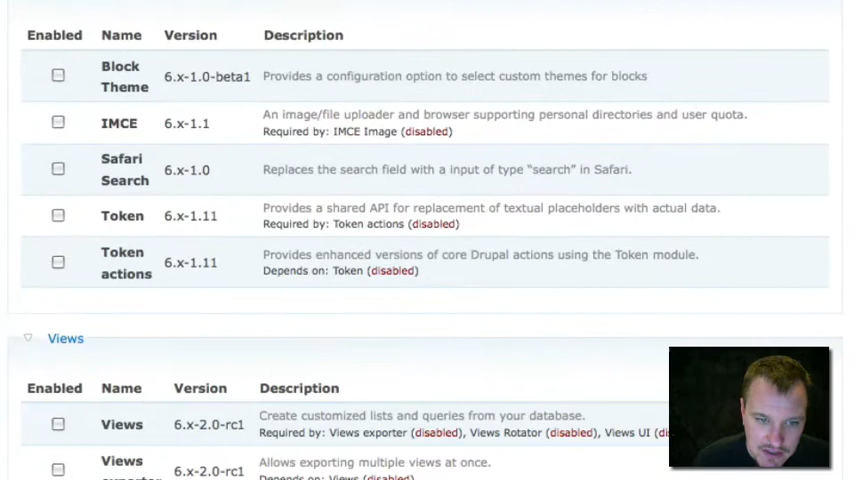 Enabled Name Version Description
Block Theme 6.x-1.0-beta1 Provides a configuration option to select custom themes for blocks
IMCE 6.x-1.1 An image/file uploader and browser supporting personal directories and user quota.
Required by: IMCE Image (disabled)
Safari Search 6.x-1.0 Replaces the search field with a input of type “search” in Safari.
Token 6.x-1.11 Provides a shared API for replacement of textual placeholders with actual data.
Required by: Token actions (disabled)
Token actions 6.x-1.11 Provides enhanced versions of core Drupal actions using the Token module.
Depends on: Token (disabled)
Views
Enabled Name Version Description
Views 6.x-2.0-rc1 Create customized lists and queries from your database.
Required by: Views exporter (disabled), Views Rotator (disabled), Views UI
Views 6.x-2.0-rc1 Allows exporting multiple views at once.
Depends on: Views (disabled)